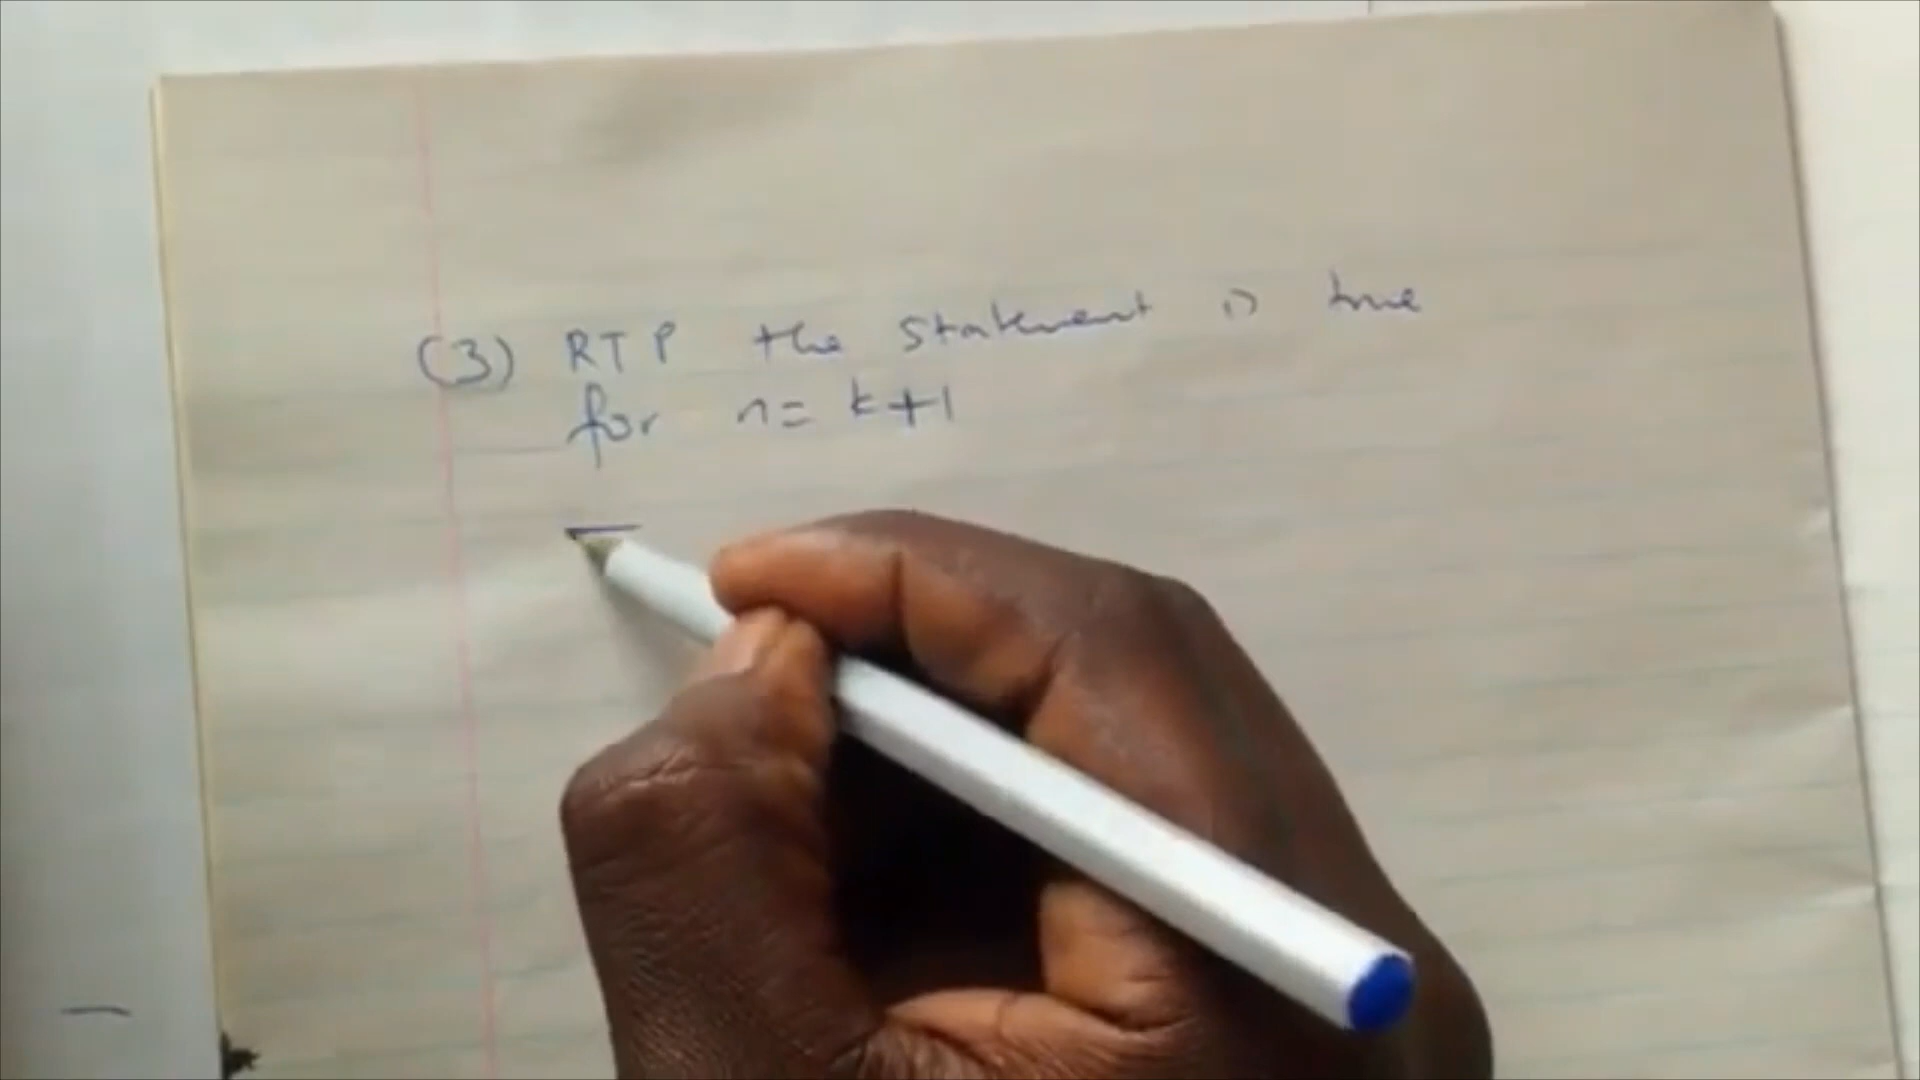 (3) RTP the statement is true
for n = k+1